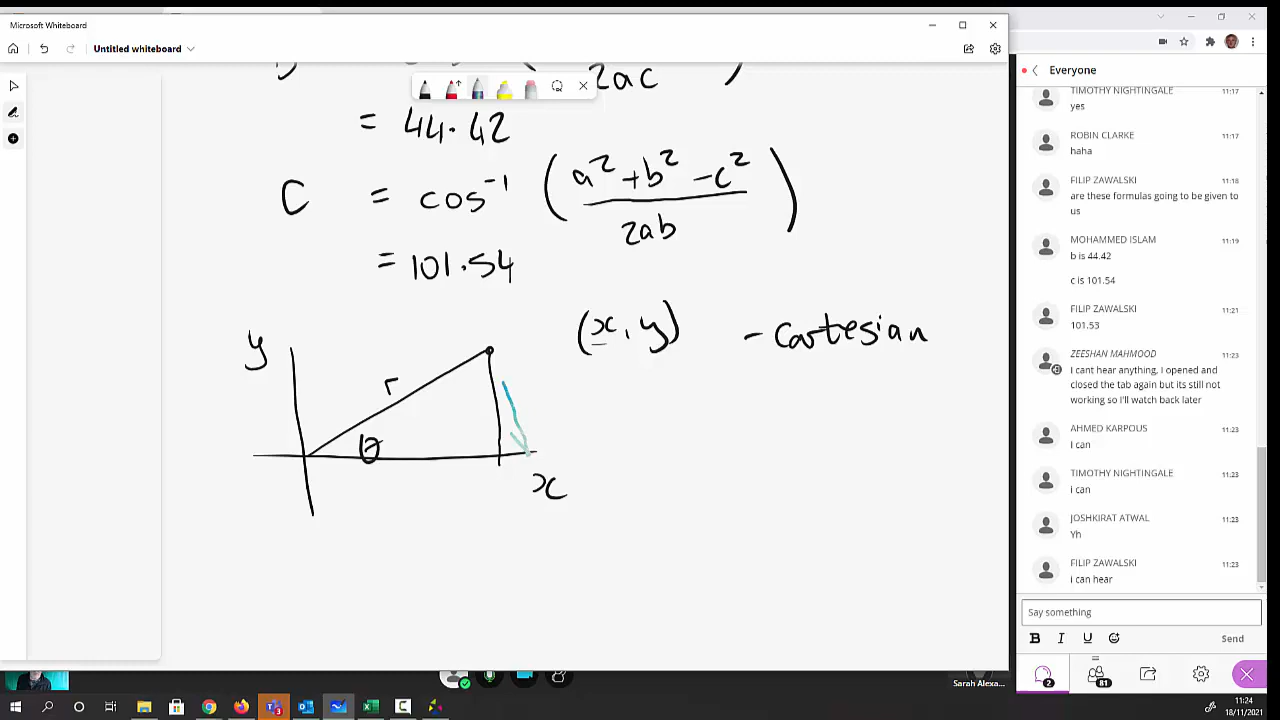 Microsoft Whiteboard
Untitled whiteboard
2ac
= 44.42
C = cos⁻¹ (a² + b² - c² / 2ab)
= 101.54
(x, y) - Cartesian
y
r
θ
x
Everyone
TIMOTHY NIGHTINGALE 11:17
yes
ROBIN CLARKE 11:17
haha
FILIP ZAWALSKI 11:18
are these formulas going to be given to
us
MOHAMMED ISLAM 11:19
b is 44.42
c is 101.54
FILIP ZAWALSKI 11:21
101.53
ZEESHAN MAHMOOD 11:23
I cant hear anything, I opened and
closed the tab again but its still not
working so I'll watch back later
AHMED KARPOUS 11:23
I can
TIMOTHY NIGHTINGALE 11:23
i can
JOSHKIRAT ATWAL 11:23
Yh
FILIP ZAWALSKI 11:23
i can hear
Say something
B I U Send
2
81
Sarah Alexa...
3
11:24
18/11/2021